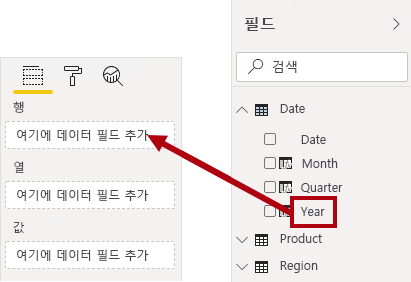 행
여기에 데이터 필드 추가
열
여기에 데이터 필드 추가
값
여기에 데이터 필드 추가
필드
검색
Date
Date
Month
Quarter
Year
Product
Region